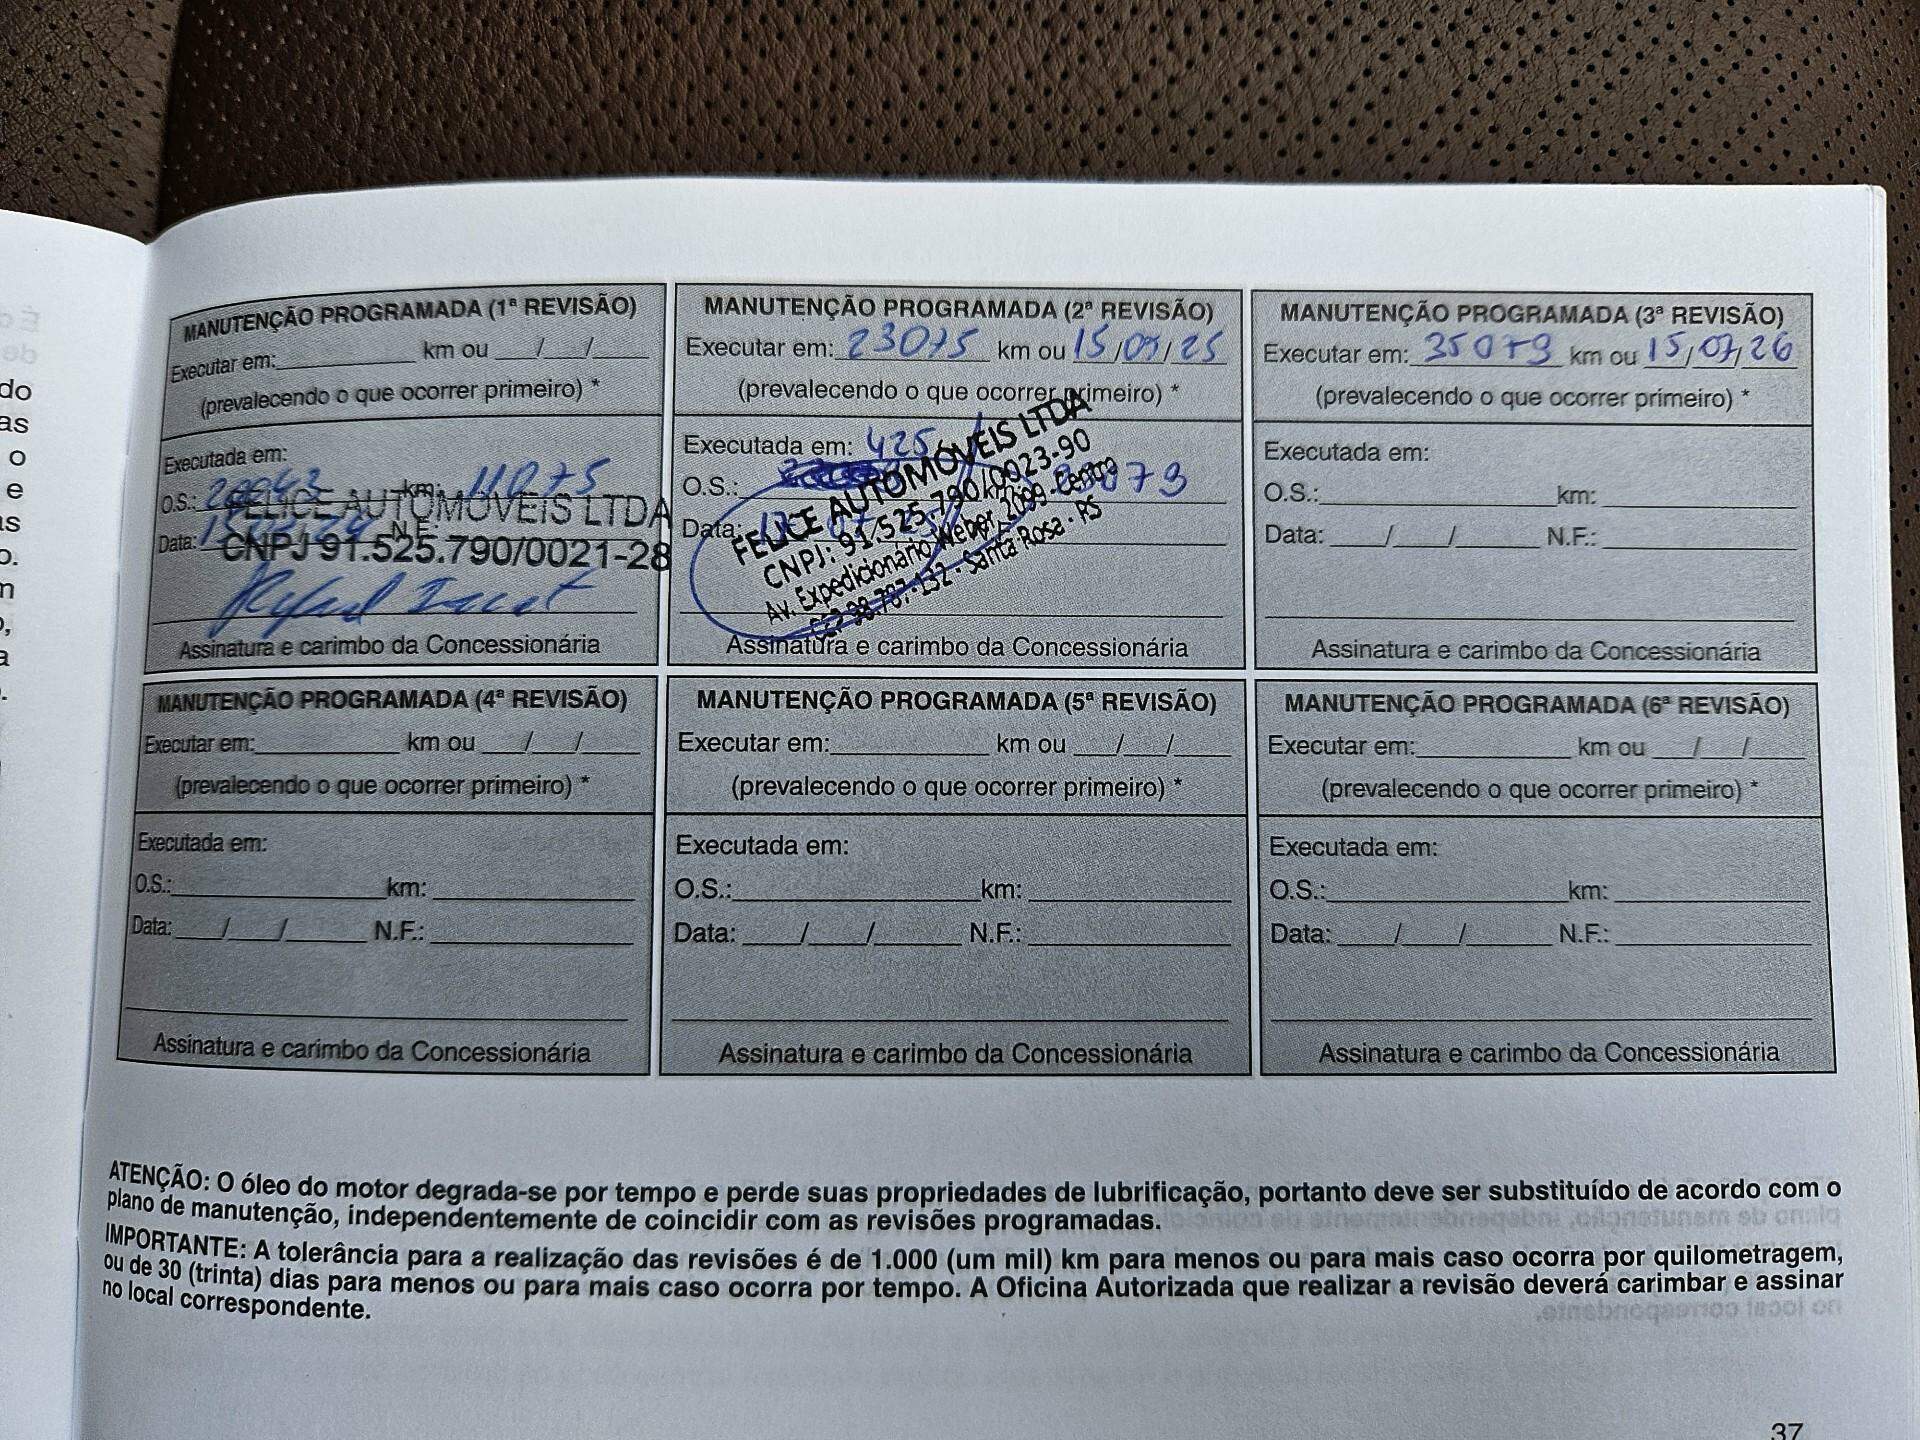 MANUTENÇÃO PROGRAMADA (1ª REVISÃO)
Executar em: km ou / /
(prevalecendo o que ocorrer primeiro) *
Executada em:
O.S.: 20043 km: 11075
Data: N.F.:
FELICE AUTOMÓVEIS LTDA
CNPJ 91.525.790/0021-28
Assinatura e carimbo da Concessionária
MANUTENÇÃO PROGRAMADA (2ª REVISÃO)
Executar em: 23075 km ou 15/07/25
(prevalecendo o que ocorrer primeiro) *
Executada em: 425
O.S.: km: 23079
Data:
FELICE AUTOMÓVEIS LTDA
CNPJ: 91.525.790/0023-90
Av. Expedicionário Weber, 2099 - Centro
CEP 98.787-132 - Santa Rosa - RS
Assinatura e carimbo da Concessionária
MANUTENÇÃO PROGRAMADA (3ª REVISÃO)
Executar em: 35079 km ou 15/07/26
(prevalecendo o que ocorrer primeiro) *
Executada em:
O.S.: km:
Data: / / N.F.:
Assinatura e carimbo da Concessionária
MANUTENÇÃO PROGRAMADA (4ª REVISÃO)
Executar em: km ou / /
(prevalecendo o que ocorrer primeiro) *
Executada em:
O.S.: km:
Data: / / N.F.:
Assinatura e carimbo da Concessionária
MANUTENÇÃO PROGRAMADA (5ª REVISÃO)
Executar em: km ou / /
(prevalecendo o que ocorrer primeiro) *
Executada em:
O.S.: km:
Data: / / N.F.:
Assinatura e carimbo da Concessionária
MANUTENÇÃO PROGRAMADA (6ª REVISÃO)
Executar em: km ou / /
(prevalecendo o que ocorrer primeiro) *
Executada em:
O.S.: km:
Data: / / N.F.:
Assinatura e carimbo da Concessionária
ATENÇÃO: O óleo do motor degrada-se por tempo e perde suas propriedades de lubrificação, portanto deve ser substituído de acordo com o
plano de manutenção, independentemente de coincidir com as revisões programadas.
IMPORTANTE: A tolerância para a realização das revisões é de 1.000 (um mil) km para menos ou para mais caso ocorra por quilometragem,
ou de 30 (trinta) dias para menos ou para mais caso ocorra por tempo. A Oficina Autorizada que realizar a revisão deverá carimbar e assinar
no local correspondente.
37